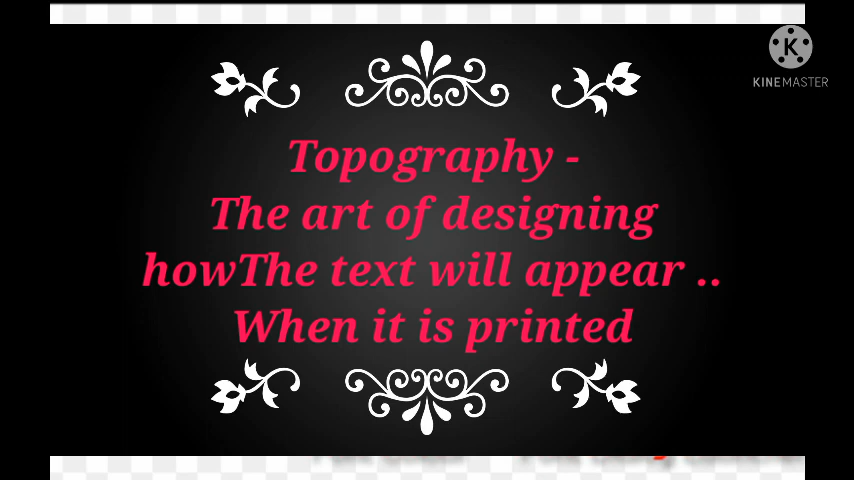 KINEMASTER
Topography -
The art of designing
howThe text will appear ..
When it is printed